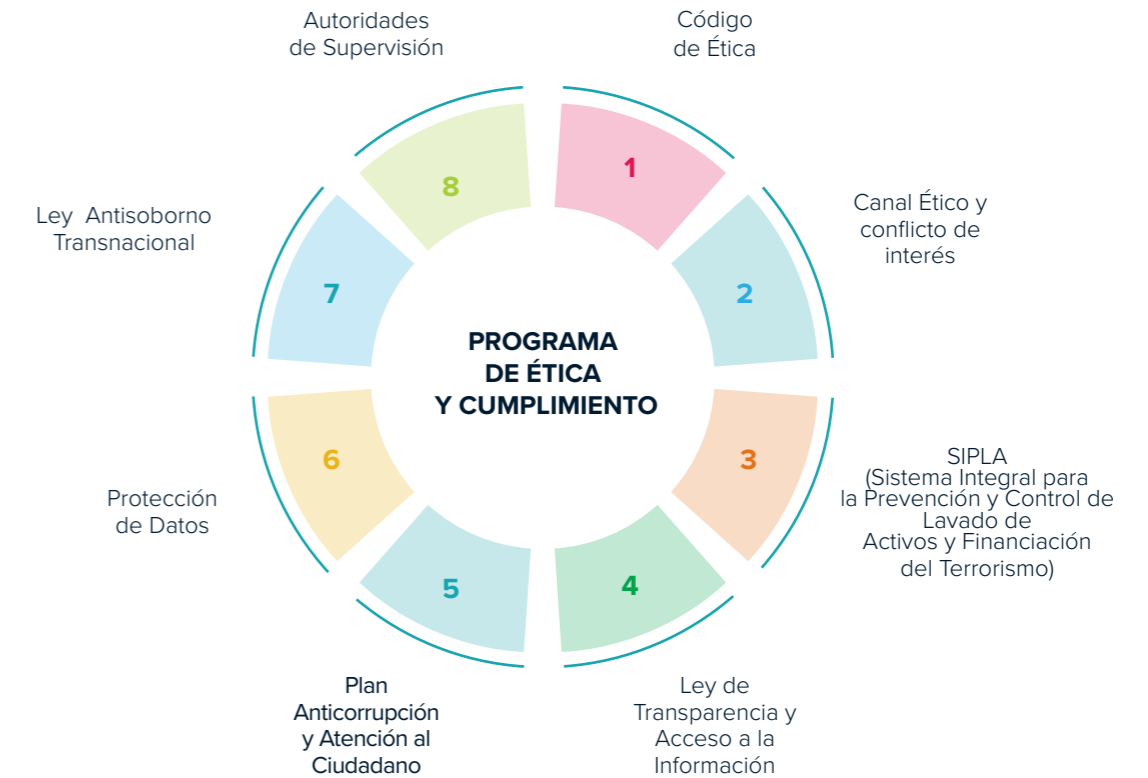 PROGRAMA
DE ÉTICA
Y CUMPLIMIENTO
1
Código
de Ética
2
Canal Ético y
conflicto de
interés
3
SIPLA
(Sistema Integral para
la Prevención y Control de
Lavado de
Activos y Financiación
del Terrorismo)
4
Ley de
Transparencia y
Acceso a la
Información
5
Plan
Anticorrupción
y Atención al
Ciudadano
6
Protección
de Datos
7
Ley Antisoborno
Transnacional
8
Autoridades
de Supervisión